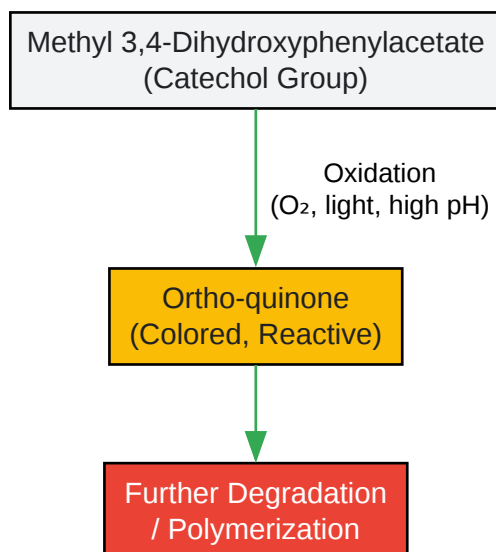 Methyl 3,4-Dihydroxyphenylacetate
(Catechol Group)
Oxidation
(O₂, light, high pH)
Ortho-quinone
(Colored, Reactive)
Further Degradation
/ Polymerization